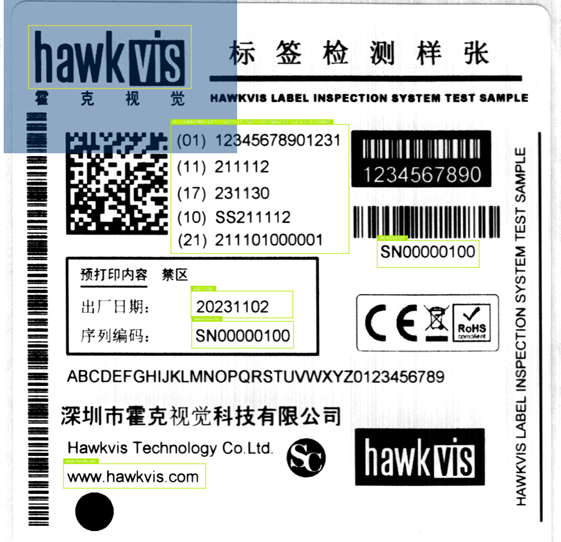 hawkvis
霍 克 视 觉
标 签 检 测 样 张
HAWKVIS LABEL INSPECTION SYSTEM TEST SAMPLE
(01) 12345678901231
(11) 211112
(17) 231130
(10) SS211112
(21) 211101000001
1234567890
SN00000100
预打印内容 禁区
出厂日期: 20231102
序列编码: SN00000100
CE
RoHS
compliant
ABCDEFGHIJKLMNOPQRSTUVWXYZ0123456789
深圳市霍克视觉科技有限公司
Hawkvis Technology Co.Ltd.
SC
www.hawkvis.com
hawkvis
HAWKVIS LABEL INSPECTION SYSTEM TEST SAMPLE